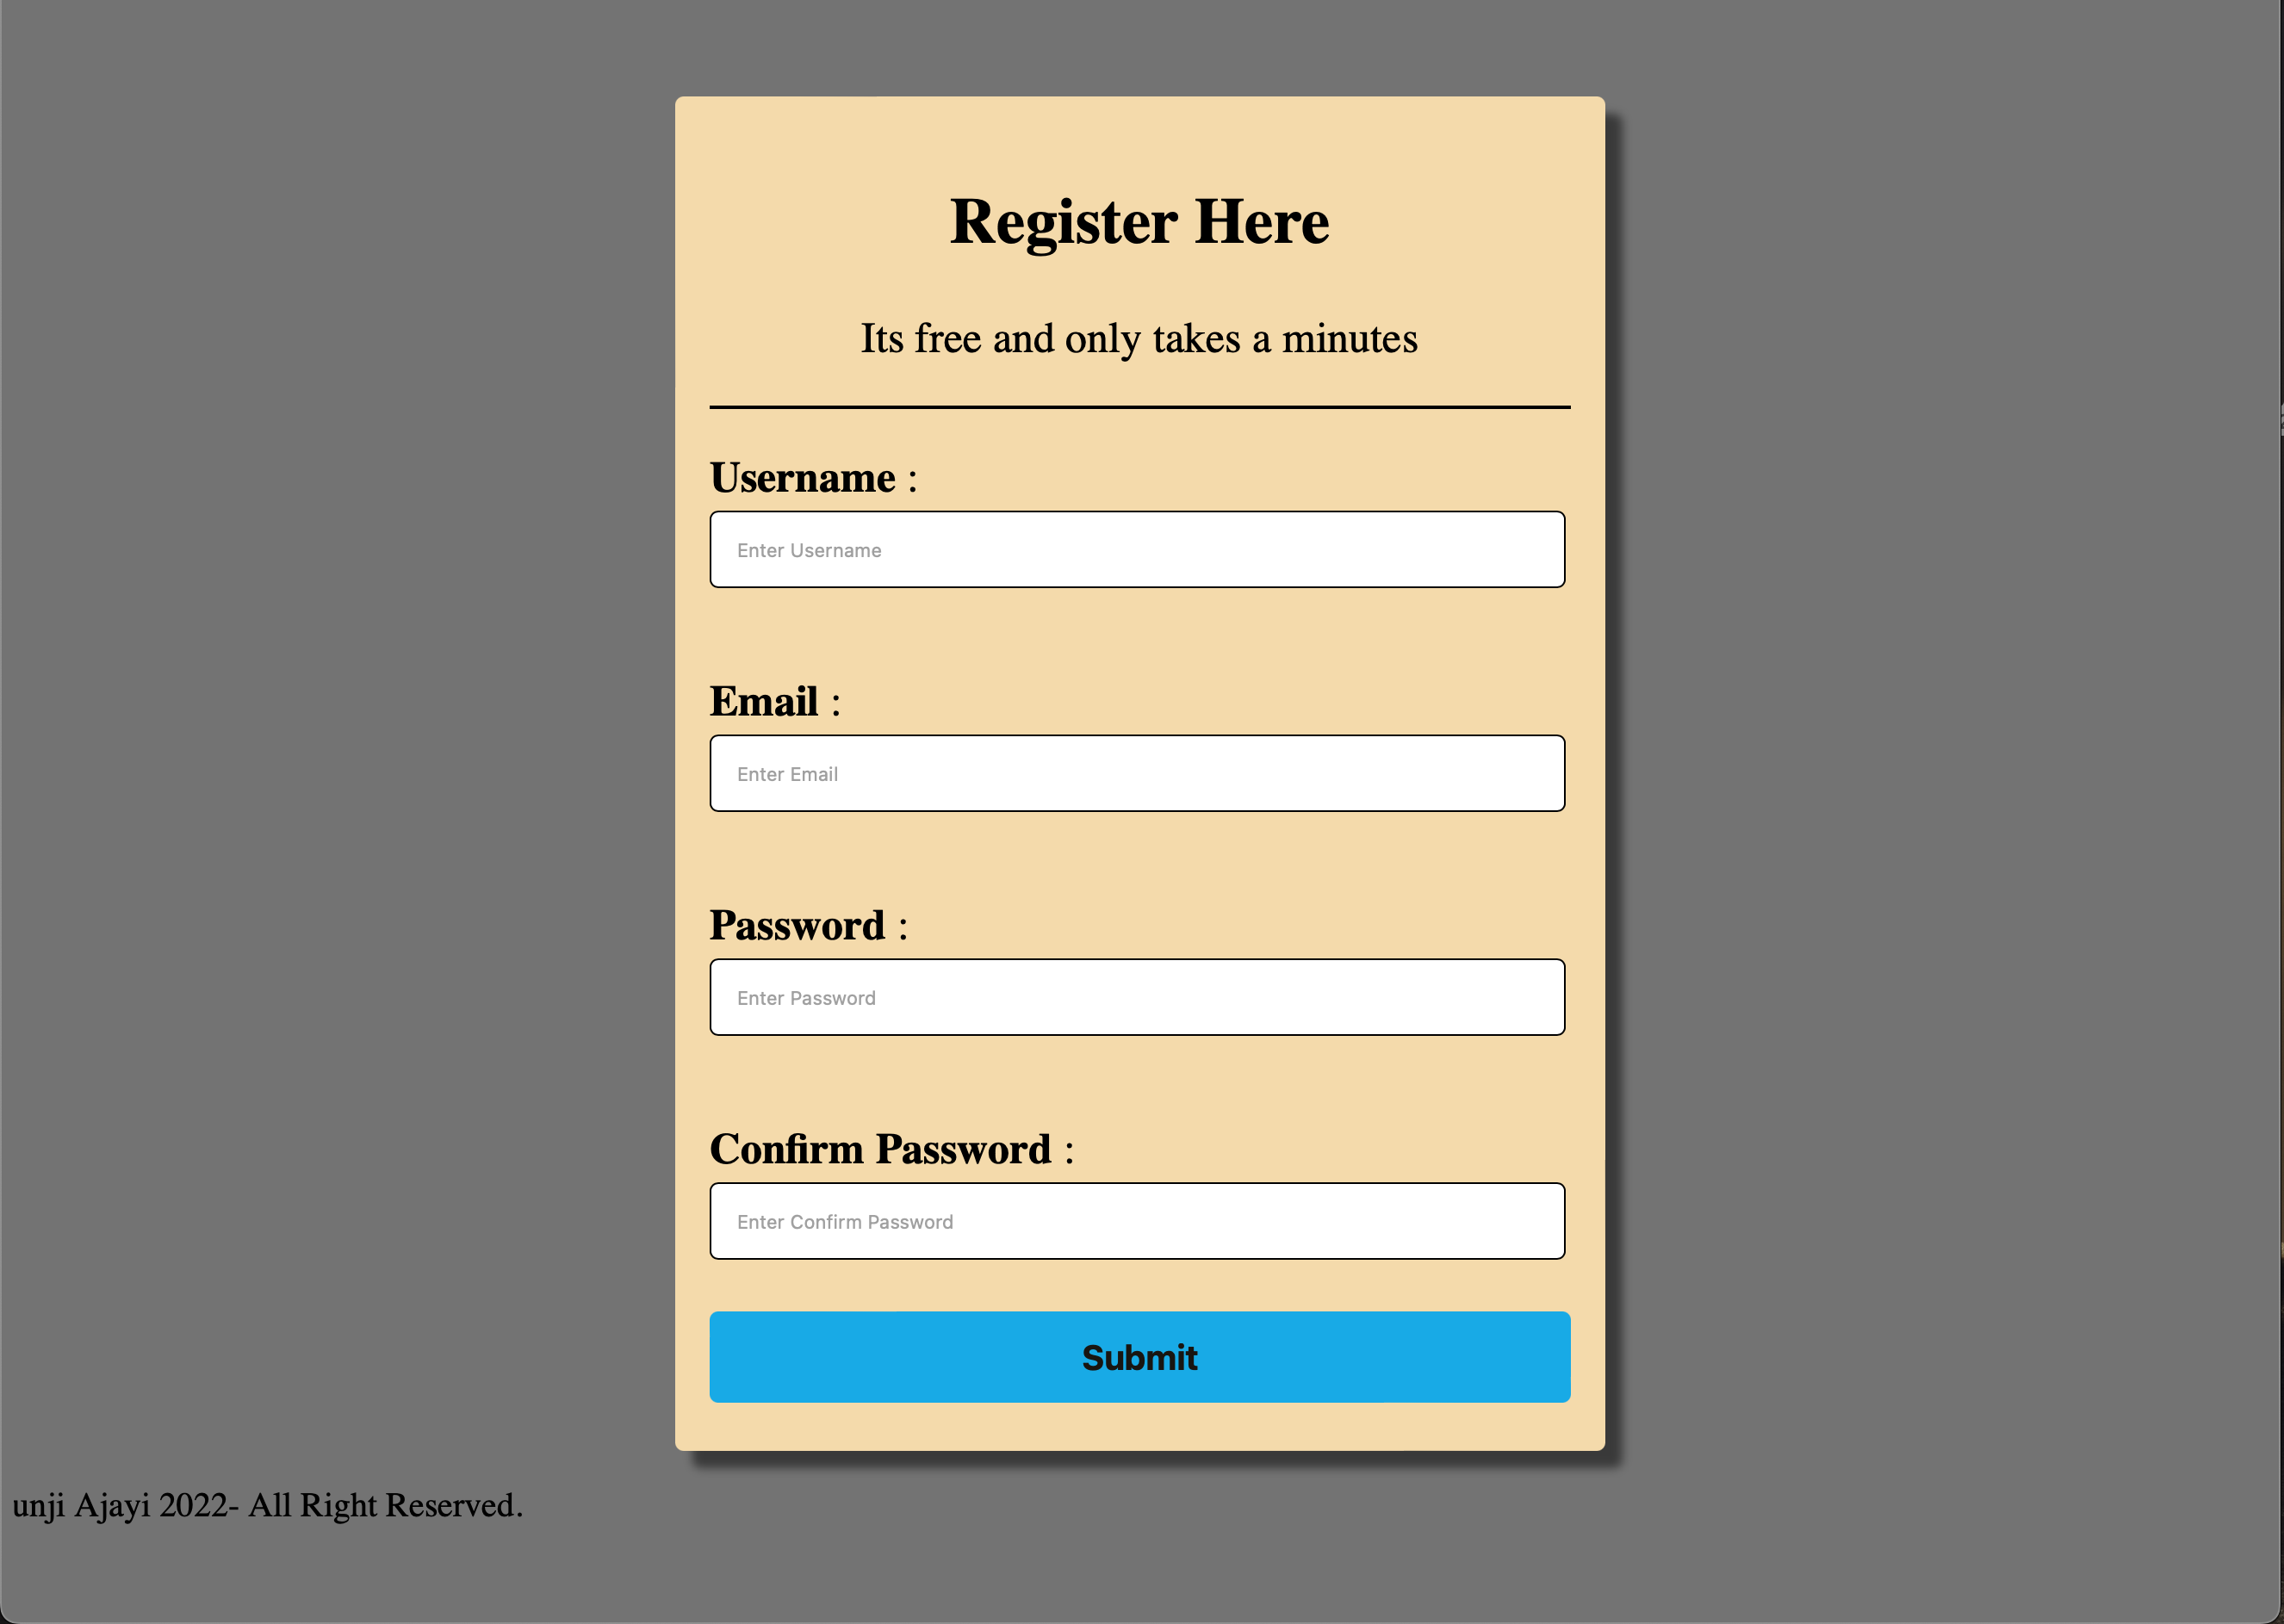 Register Here
Its free and only takes a minutes
Username :
Enter Username
Email :
Enter Email
Password :
Enter Password
Confirm Password :
Enter Confirm Password
Submit
unji Ajayi 2022- All Right Reserved.